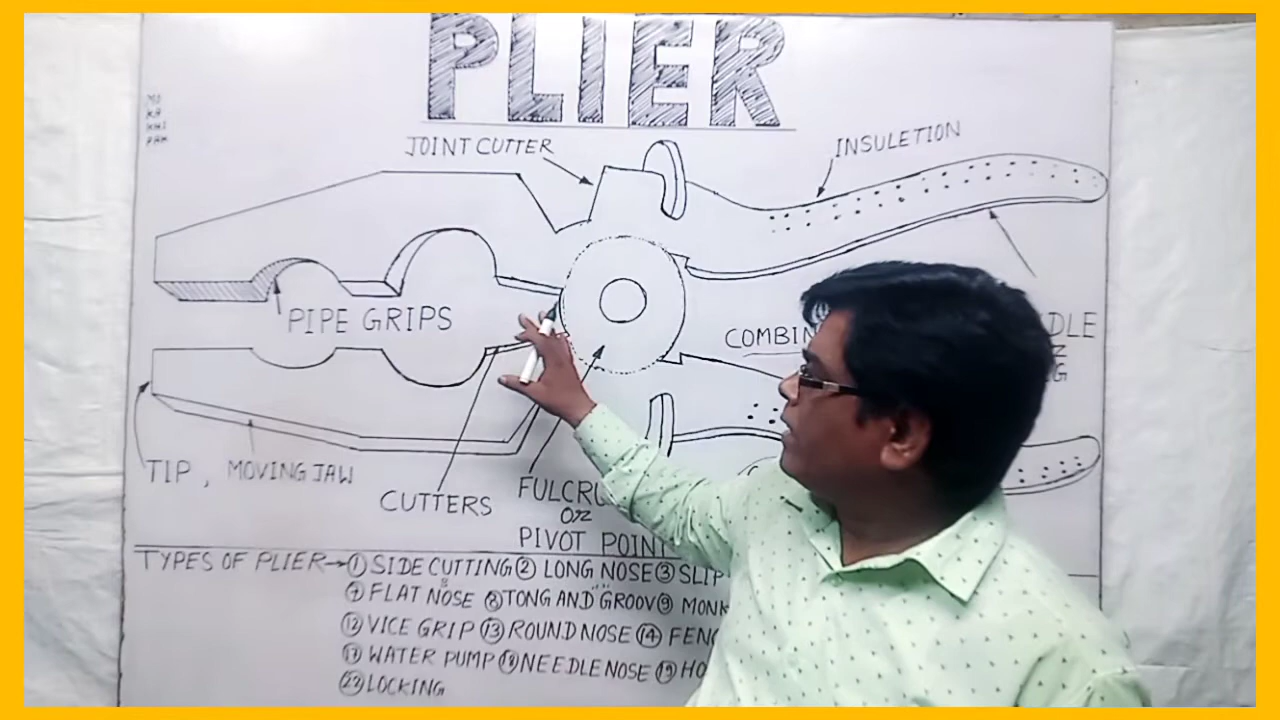 PLIER
JOINT CUTTER
INSULETION
PIPE GRIPS
COMBIN
DLE
TIP, MOVING JAW
CUTTERS
FULCRU
OR
PIVOT POINT
TYPES OF PLIER→① SIDE CUTTING ② LONG NOSE ③ SLIP
⑦ FLAT NOSE ⑧ TONG AND GROOV ⑨ MONK
⑫ VICE GRIP ⑬ ROUND NOSE ⑭ FENC
⑰ WATER PUMP ⑱ NEEDLE NOSE ⑲ HO
㉒ LOCKING